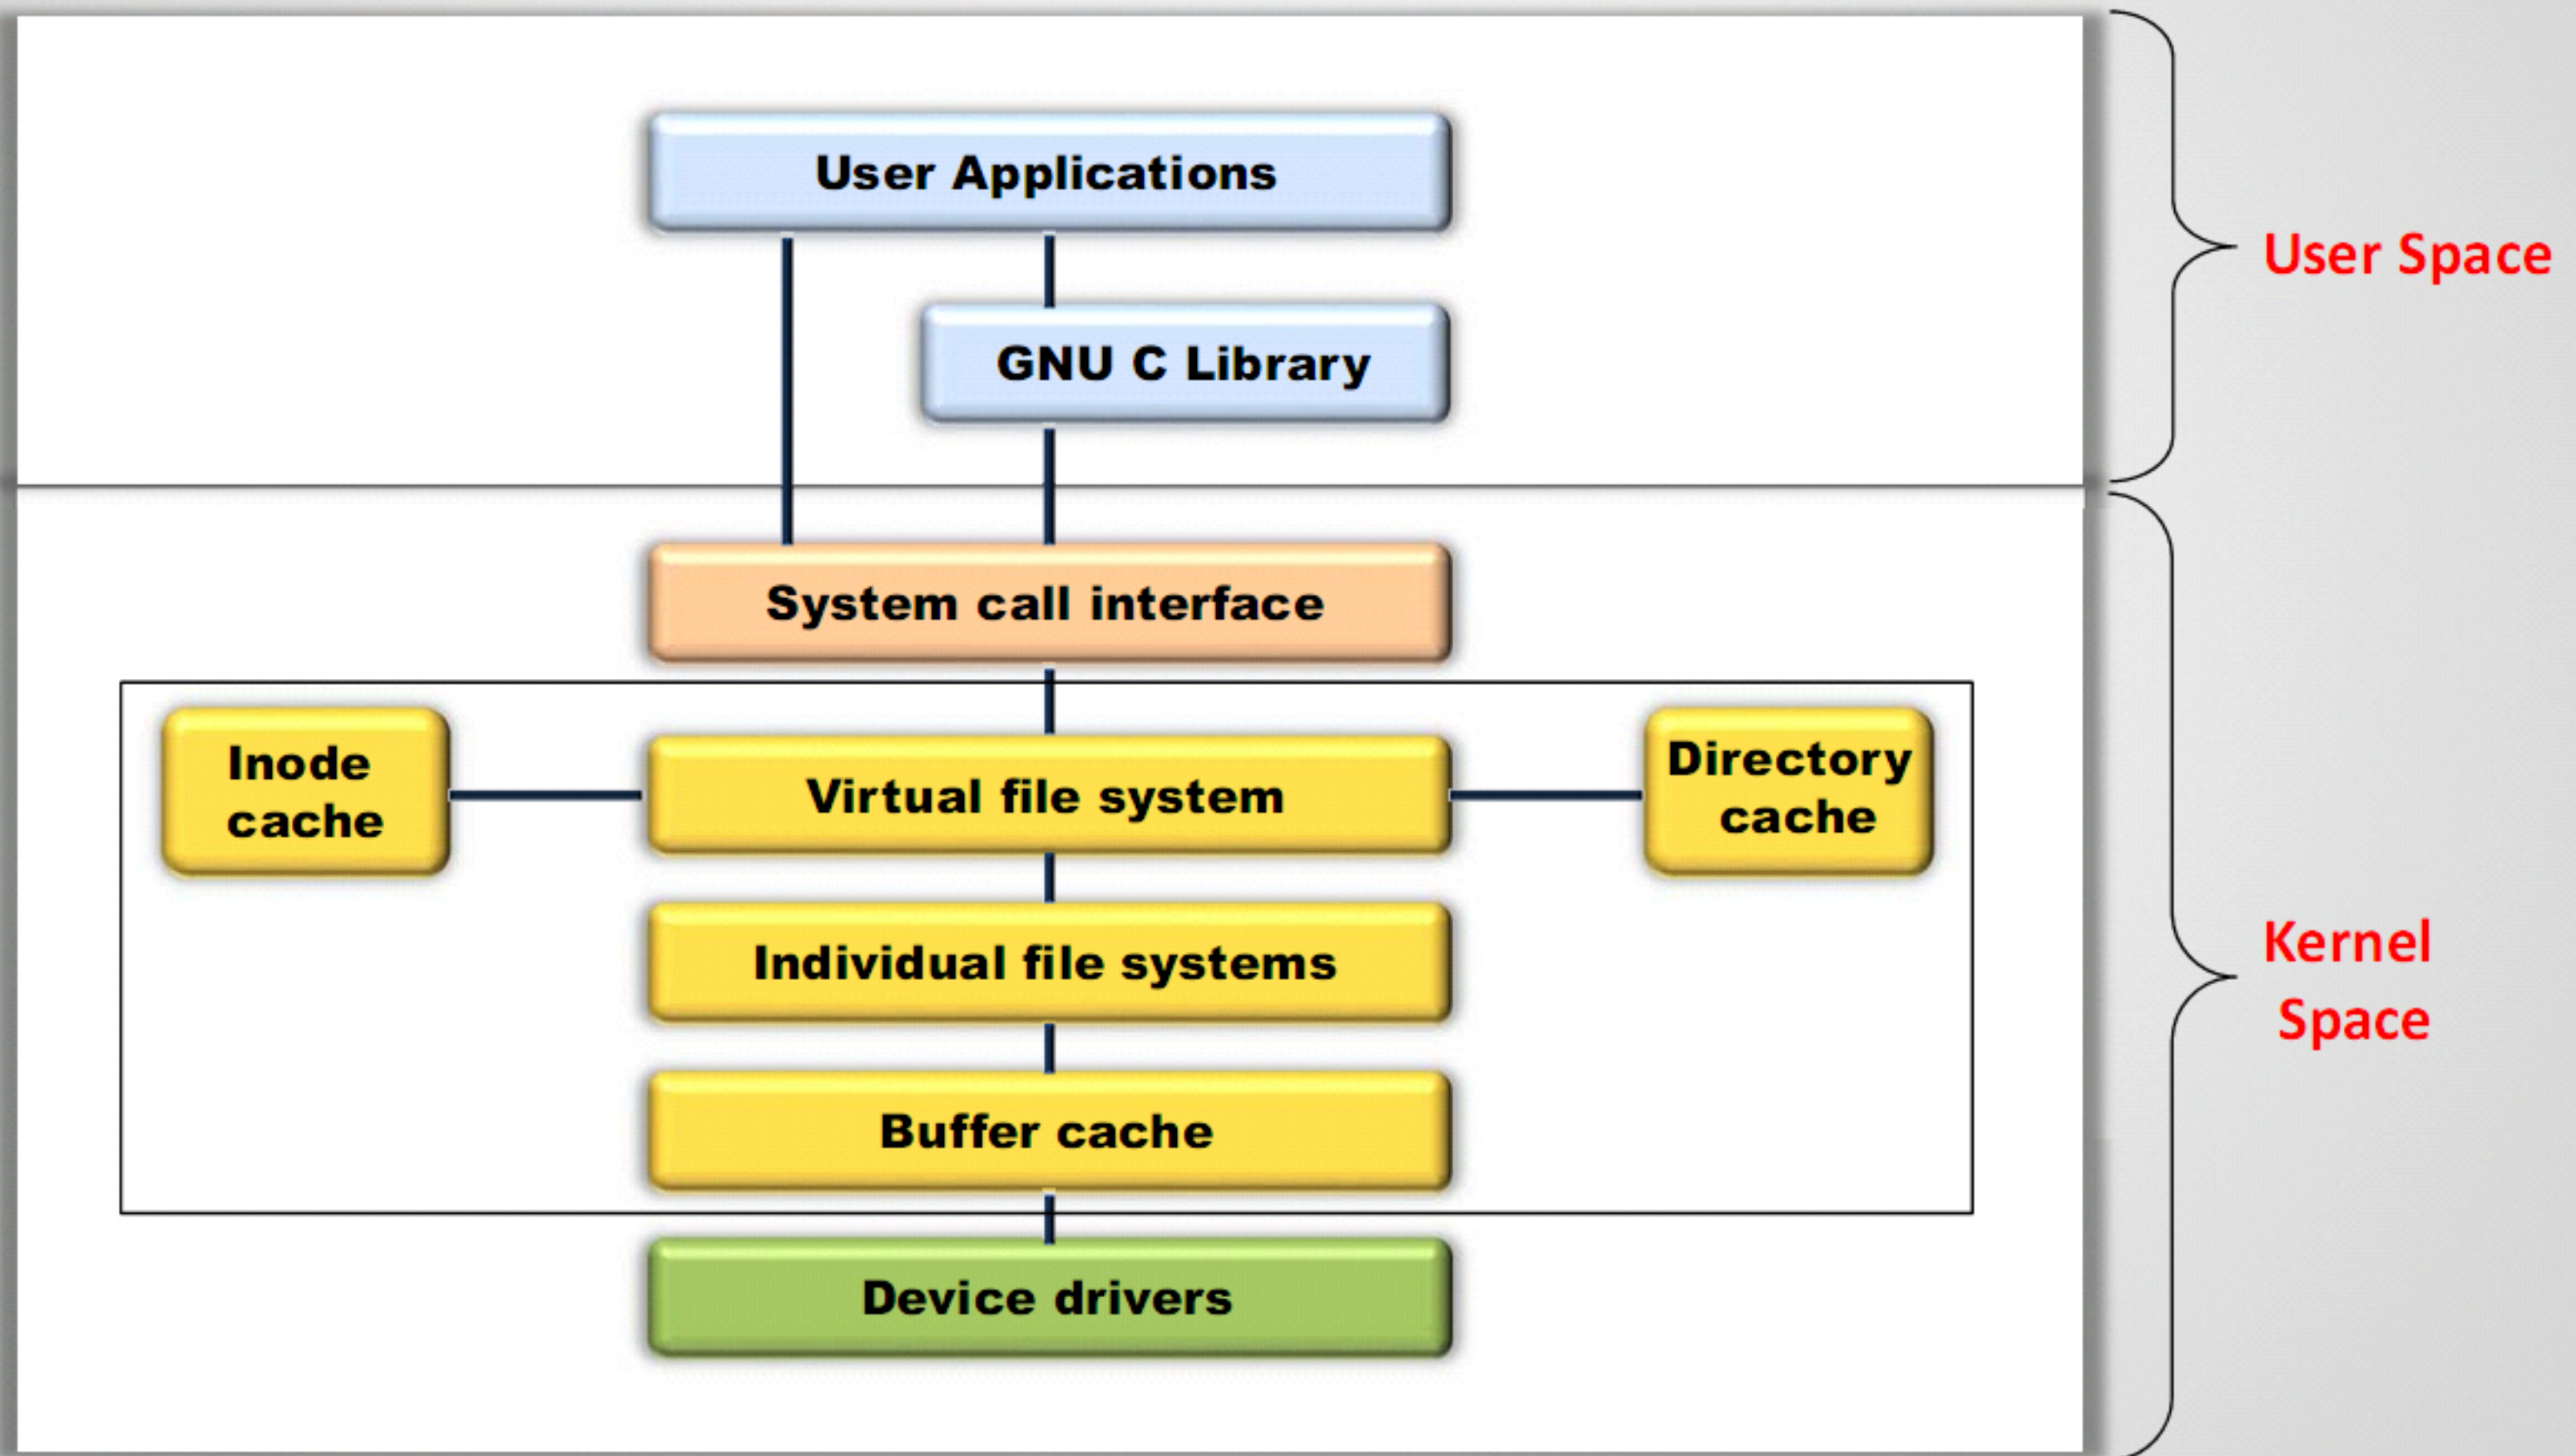 User Applications
User Space
GNU C Library
System call interface
Inode
cache
Virtual file system
Directory
cache
Individual file systems
Kernel
Space
Buffer cache
Device drivers